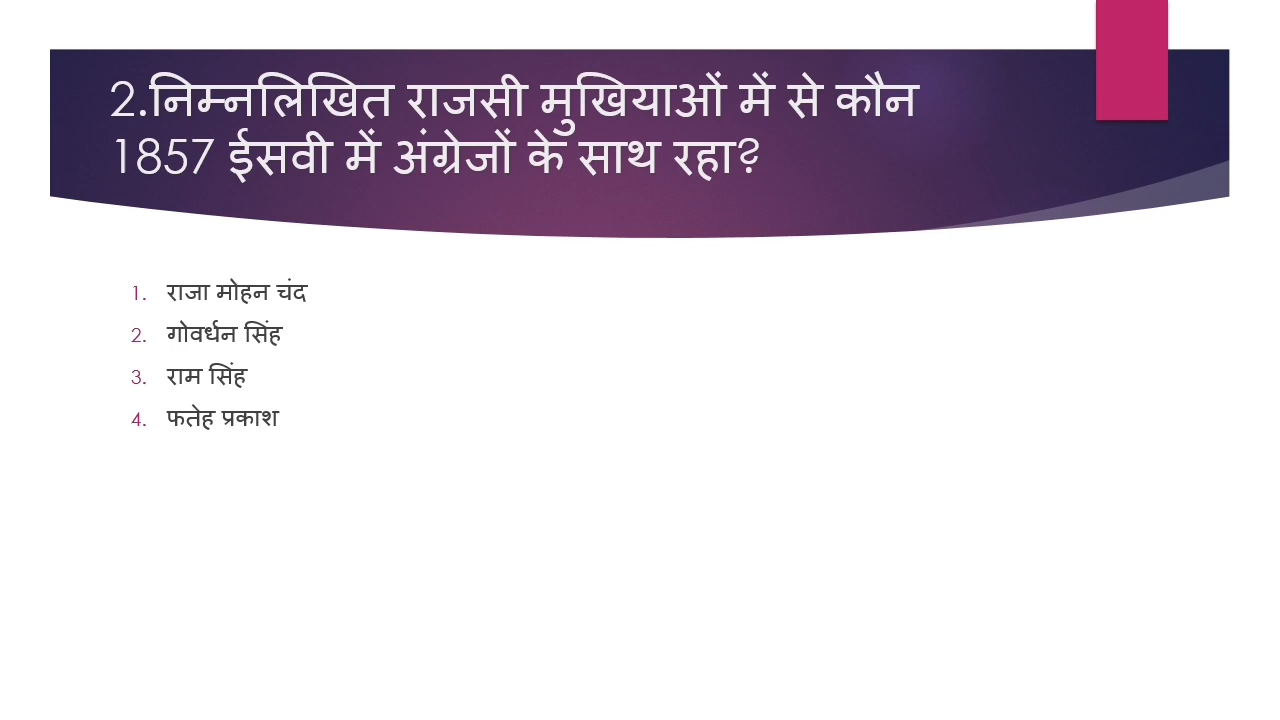 2.निम्नलिखित राजसी मुखियाओं में से कौन
1857 ईसवी में अंग्रेजों के साथ रहा?
1. राजा मोहन चंद
2. गोवर्धन सिंह
3. राम सिंह
4. फतेह प्रकाश